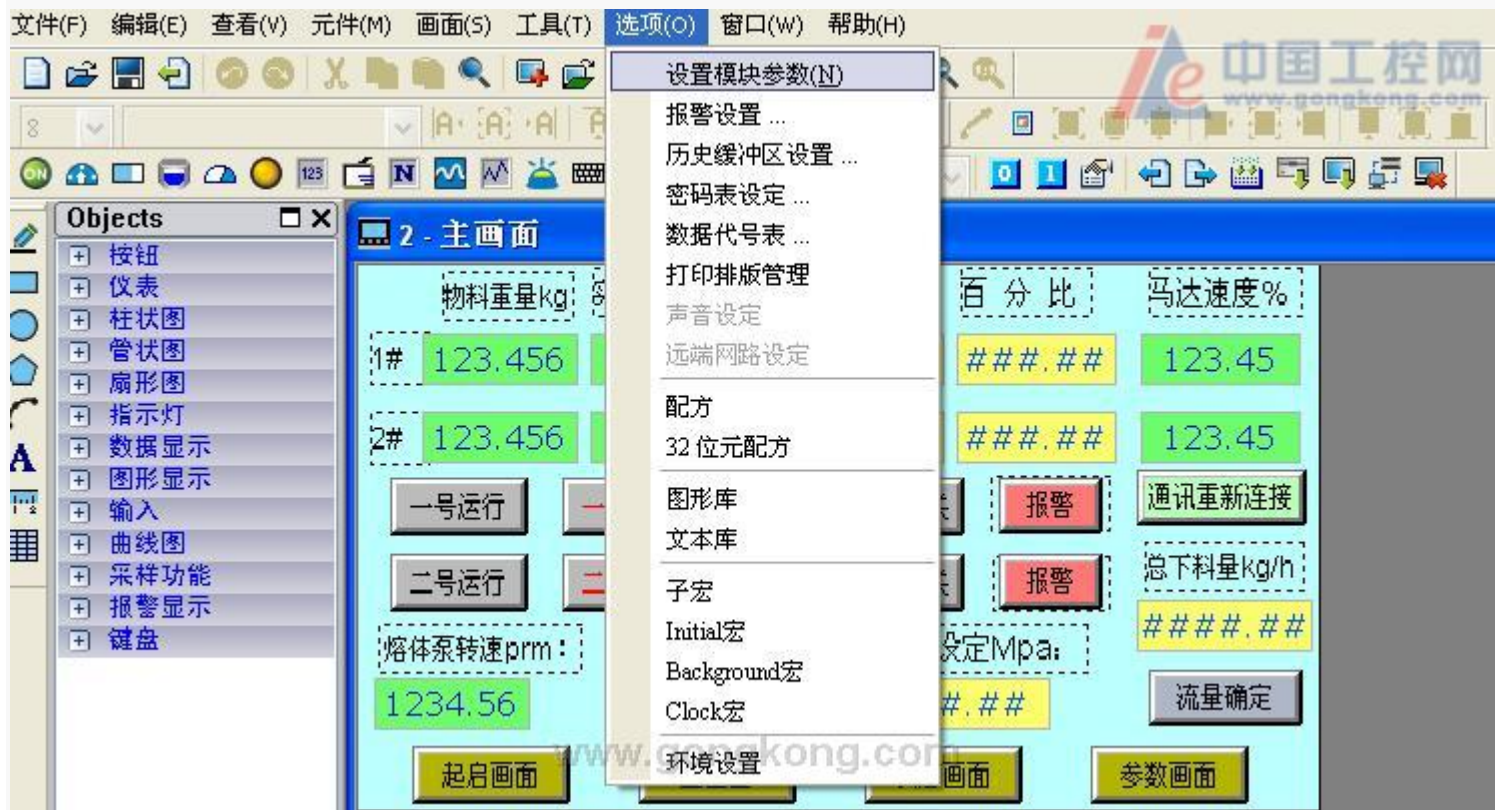 文件(F) 编辑(E) 查看(V) 元件(M) 画面(S) 工具(T) 选项(O) 窗口(W) 帮助(H)
中国工控网
www.gongkong.com
设置模块参数(N)
报警设置 ...
历史缓冲区设置 ...
密码表设定 ...
数据代号表 ...
打印排版管理
声音设定
远端网路设定
配方
32 位元配方
图形库
文本库
子宏
Initial宏
Background宏
Clock宏
环境设置
8
ON 123 N 0 1
Objects
按钮
仪表
柱状图
管状图
扇形图
指示灯
数据显示
图形显示
输入
曲线图
采样功能
报警显示
键盘
2 - 主画面
物料重量kg 百 分 比 马达速度%
1# 123.456 ###.## 123.45
2# 123.456 ###.## 123.45
一号运行 报警 通讯重新连接
二号运行 报警 总下料量kg/h
####.##
熔体泵转速prm： 设定Mpa:
1234.56 #.## 流量确定
起启画面 画面 参数画面
www.gongkong.com